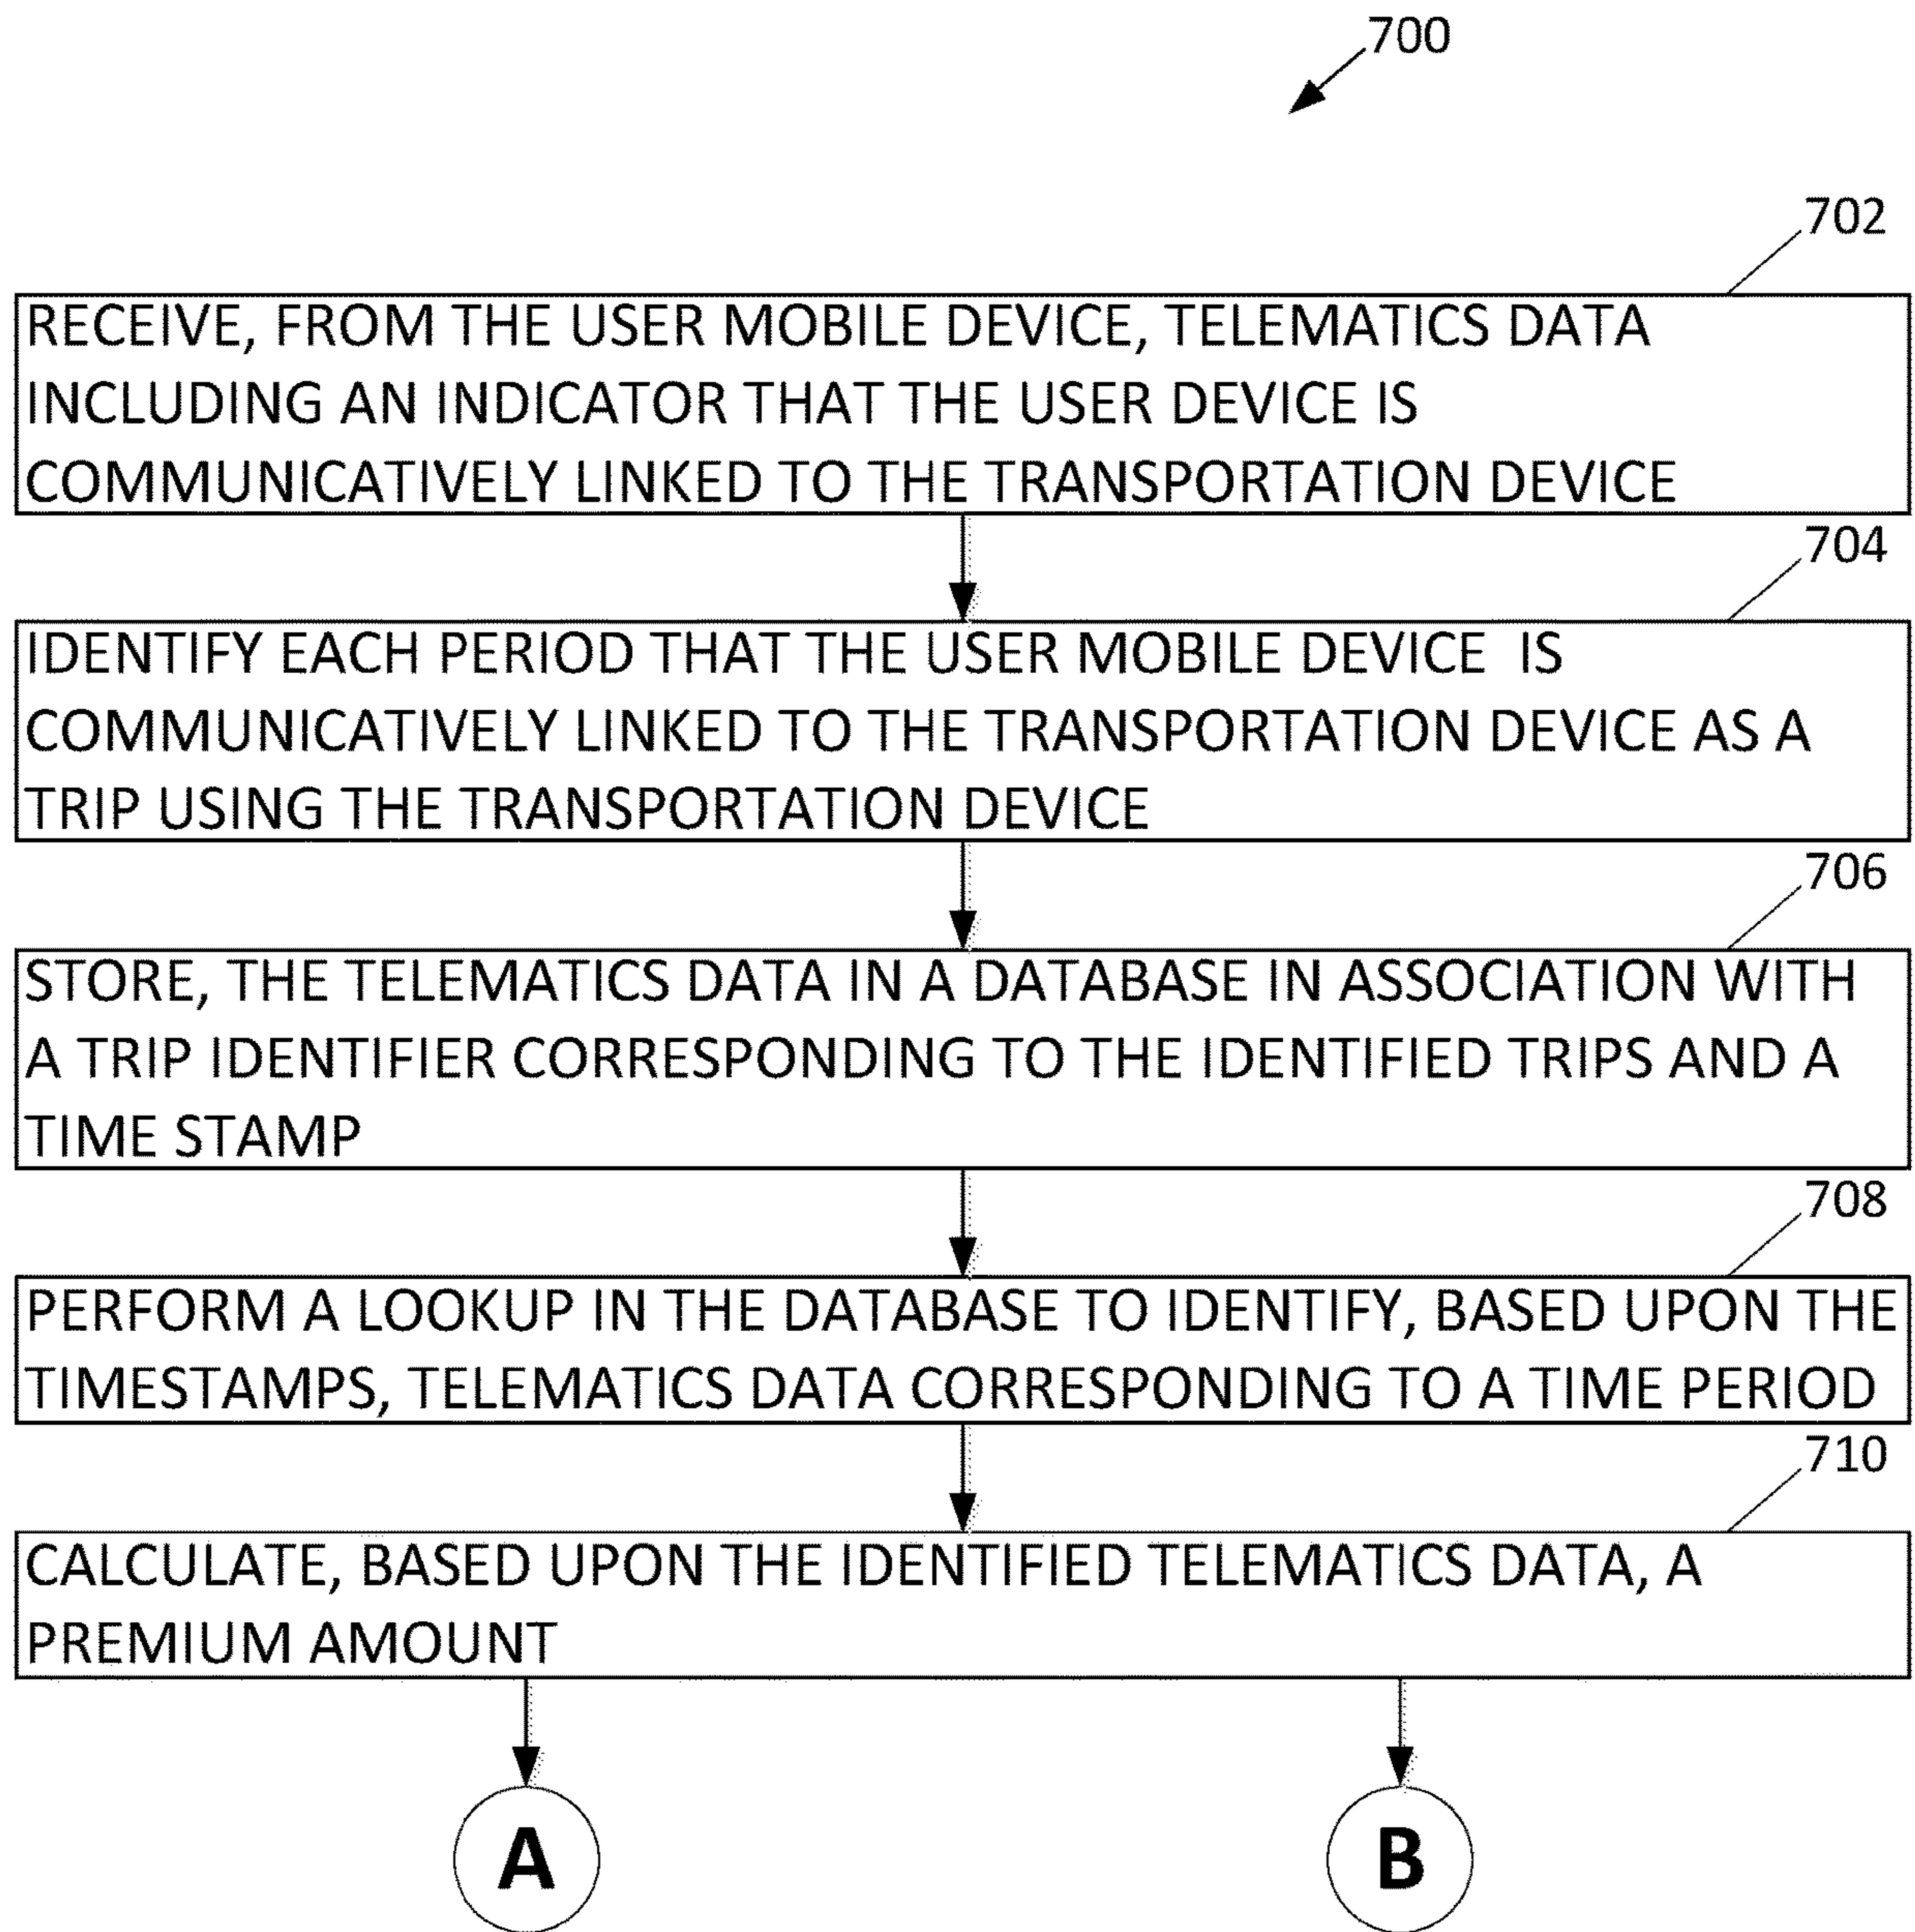 700
702
RECEIVE, FROM THE USER MOBILE DEVICE, TELEMATICS DATA
INCLUDING AN INDICATOR THAT THE USER DEVICE IS
COMMUNICATIVELY LINKED TO THE TRANSPORTATION DEVICE
704
IDENTIFY EACH PERIOD THAT THE USER MOBILE DEVICE  IS
COMMUNICATIVELY LINKED TO THE TRANSPORTATION DEVICE AS A
TRIP USING THE TRANSPORTATION DEVICE
706
STORE, THE TELEMATICS DATA IN A DATABASE IN ASSOCIATION WITH
A TRIP IDENTIFIER CORRESPONDING TO THE IDENTIFIED TRIPS AND A
TIME STAMP
708
PERFORM A LOOKUP IN THE DATABASE TO IDENTIFY, BASED UPON THE
TIMESTAMPS, TELEMATICS DATA CORRESPONDING TO A TIME PERIOD
710
CALCULATE, BASED UPON THE IDENTIFIED TELEMATICS DATA, A
PREMIUM AMOUNT
A
B